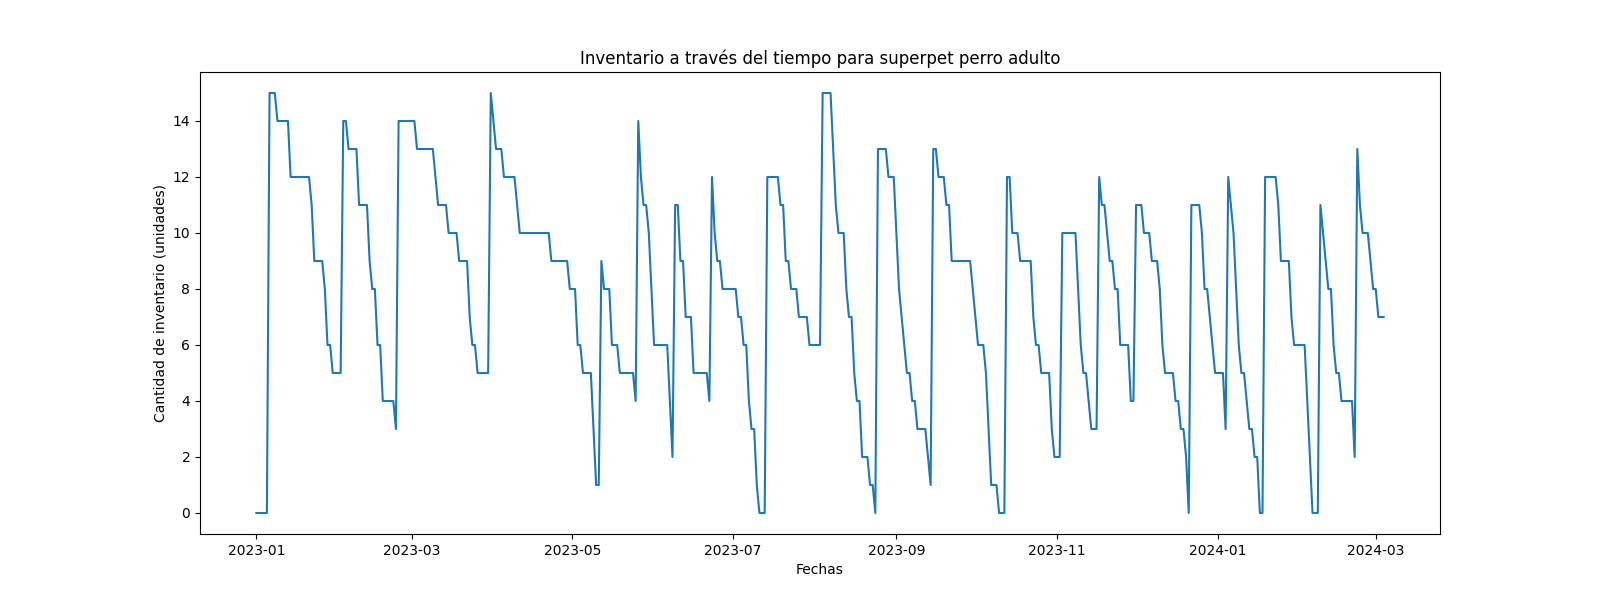 Inventario a través del tiempo para superpet perro adulto
Cantidad de inventario (unidades)
14
12
10
8
6
4
2
0
2023-01 2023-03 2023-05 2023-07 2023-09 2023-11 2024-01 2024-03
Fechas